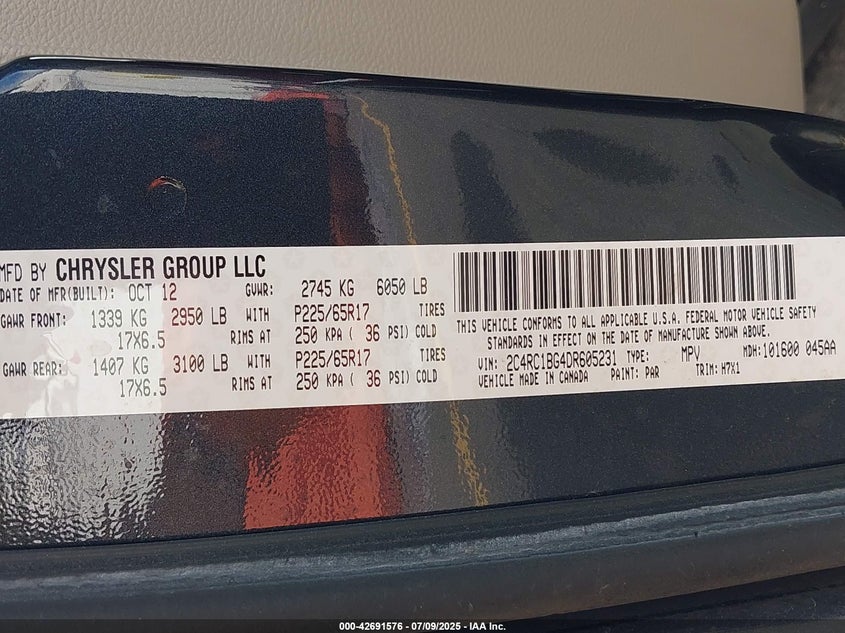 MFD BY CHRYSLER GROUP LLC
DATE OF MFR(BUILT): OCT 12 GVWR: 2745 KG 6050 LB
GAWR FRONT: 1339 KG 2950 LB WITH P225/65R17 TIRES
17X6.5 RIMS AT 250 KPA ( 36 PSI) COLD
GAWR REAR: 1407 KG 3100 LB WITH P225/65R17 TIRES
17X6.5 RIMS AT 250 KPA ( 36 PSI) COLD
THIS VEHICLE CONFORMS TO ALL APPLICABLE U.S.A. FEDERAL MOTOR VEHICLE SAFETY
STANDARDS IN EFFECT ON THE DATE OF MANUFACTURE SHOWN ABOVE.
VIN: 2C4RC1BG4DR605231 TYPE: MPV MDH: 101600 045AA
VEHICLE MADE IN CANADA PAINT: PAR TRIM: H7X1
000-42691576 - 07/09/2025 - IAA Inc.